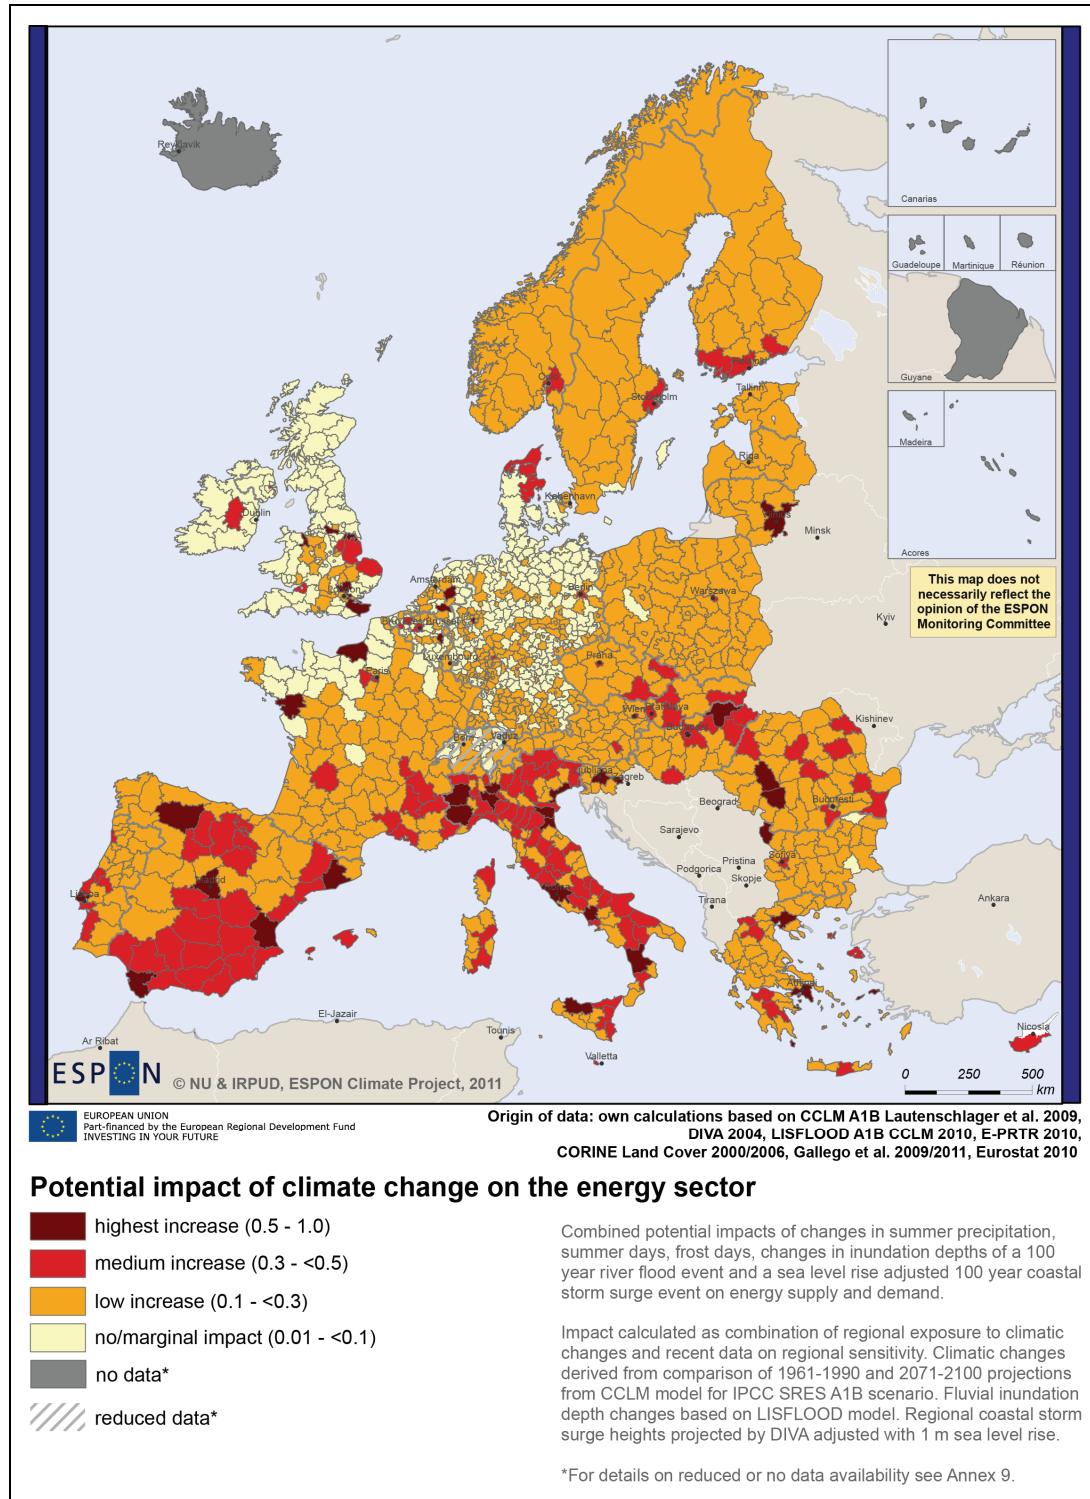 Reykjavik
Canarias
Guadeloupe
Martinique
Réunion
Guyane
Madeira
Acores
Tallinn
Stockholm
Riga
København
Dublin
Minsk
Amsterdam
Berlin
Warszawa
This map does not
necessarily reflect the
opinion of the ESPON
Monitoring Committee
Kyiv
Luxembourg
Praha
Paris
Wien
Kishinev
Bern
Vaduz
Ljubljana
Zagreb
Beograd
Bucuresti
Sarajevo
Sofiya
Pristina
Podgorica
Skopje
Madrid
Lisboa
Tirana
Ankara
Athinai
El-Jazair
Tounis
Ar Ribat
Valletta
Nicosia
ESPON
© NU & IRPUD, ESPON Climate Project, 2011
0 250 500
km
EUROPEAN UNION
Part-financed by the European Regional Development Fund
INVESTING IN YOUR FUTURE
Origin of data: own calculations based on CCLM A1B Lautenschlager et al. 2009,
DIVA 2004, LISFLOOD A1B CCLM 2010, E-PRTR 2010,
CORINE Land Cover 2000/2006, Gallego et al. 2009/2011, Eurostat 2010
Potential impact of climate change on the energy sector
highest increase (0.5 - 1.0)
medium increase (0.3 - <0.5)
low increase (0.1 - <0.3)
no/marginal impact (0.01 - <0.1)
no data*
reduced data*
Combined potential impacts of changes in summer precipitation,
summer days, frost days, changes in inundation depths of a 100
year river flood event and a sea level rise adjusted 100 year coastal
storm surge event on energy supply and demand.
Impact calculated as combination of regional exposure to climatic
changes and recent data on regional sensitivity. Climatic changes
derived from comparison of 1961-1990 and 2071-2100 projections
from CCLM model for IPCC SRES A1B scenario. Fluvial inundation
depth changes based on LISFLOOD model. Regional coastal storm
surge heights projected by DIVA adjusted with 1 m sea level rise.
*For details on reduced or no data availability see Annex 9.